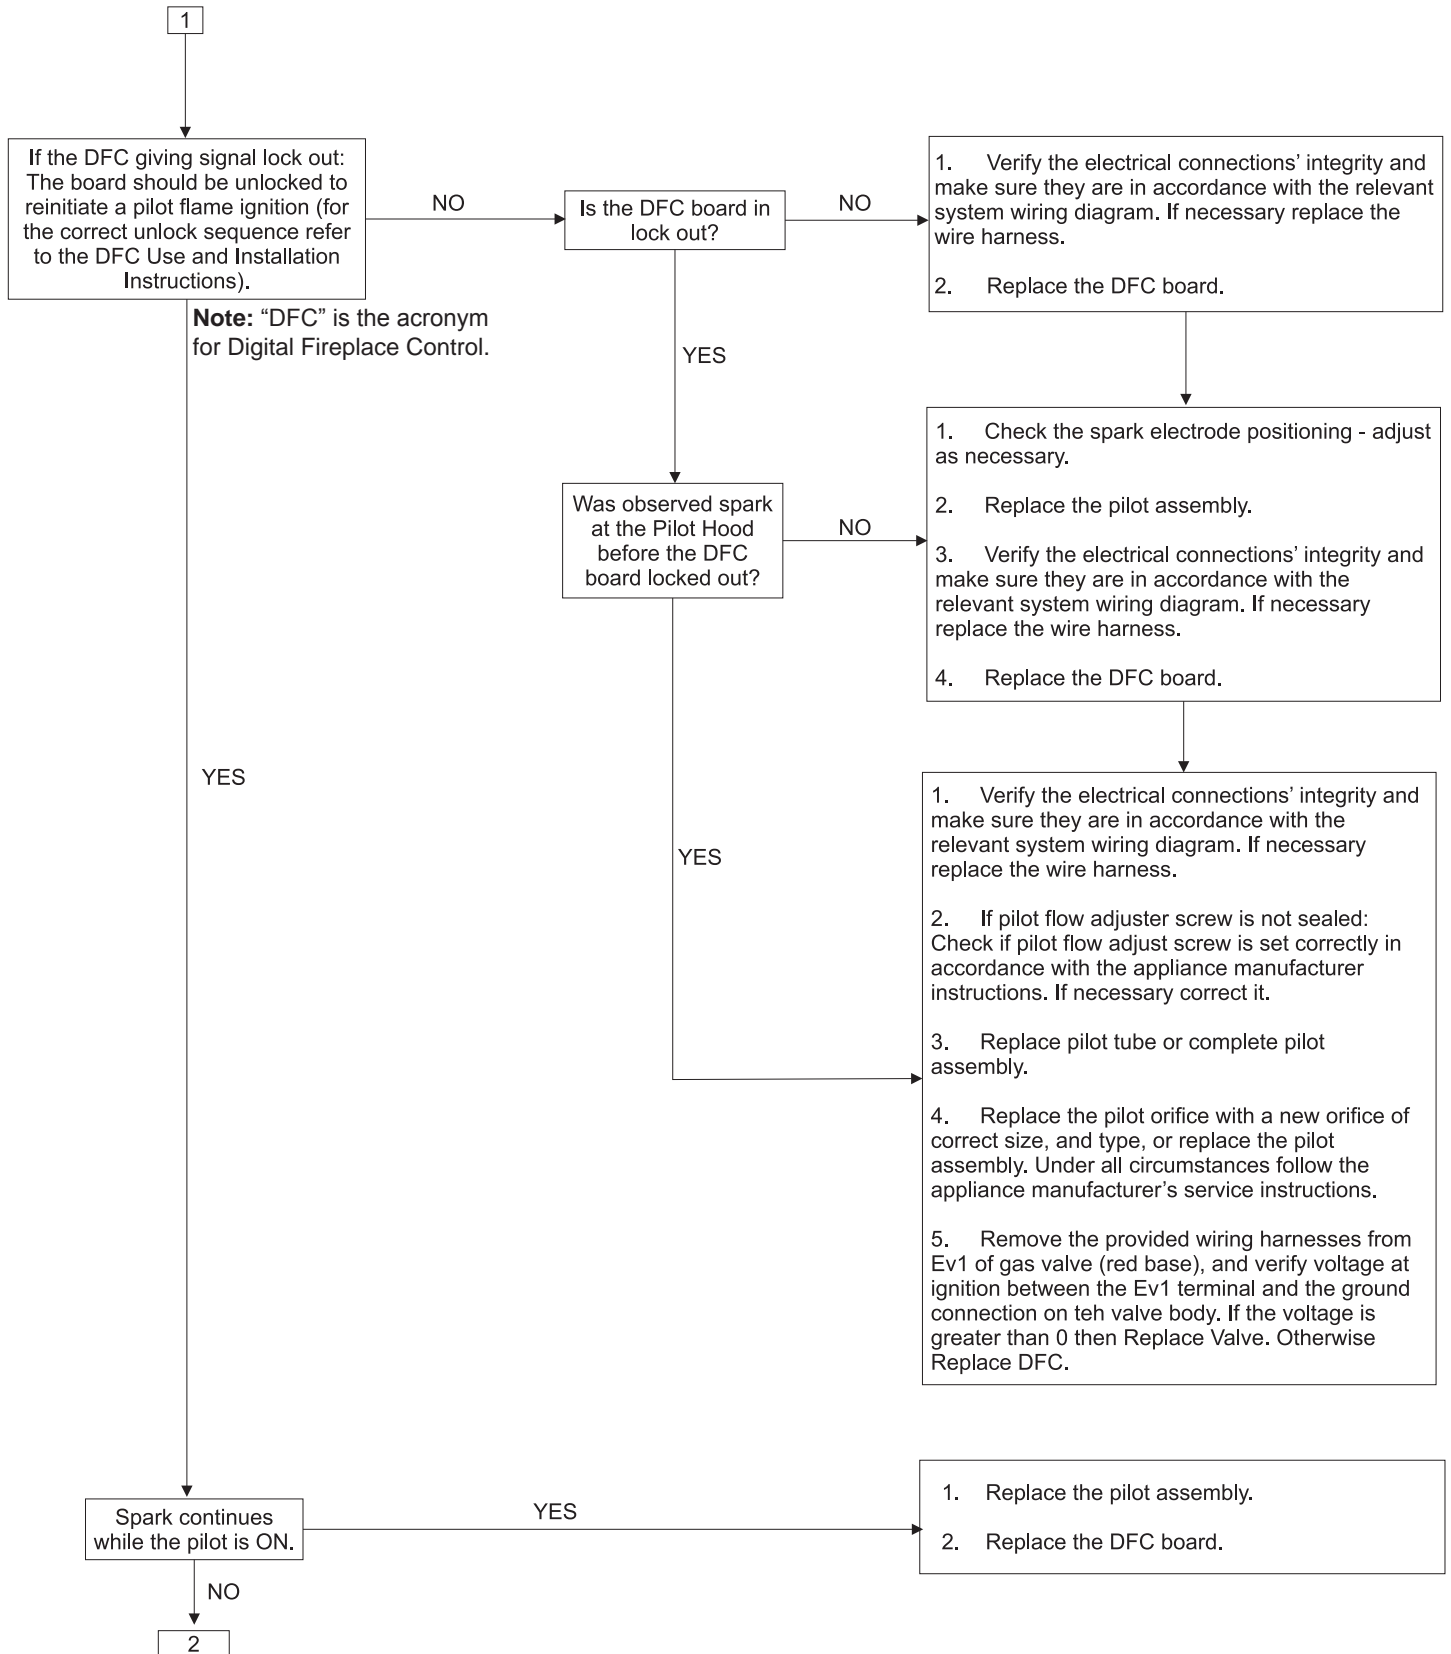 1
If the DFC giving signal lock out:
The board should be unlocked to
reinitiate a pilot flame ignition (for
the correct unlock sequence refer
to the DFC Use and Installation
Instructions).
NO
Is the DFC board in
lock out?
NO
1. Verify the electrical connections’ integrity and
make sure they are in accordance with the relevant
system wiring diagram. If necessary replace the
wire harness.
2. Replace the DFC board.
Note: “DFC” is the acronym
for Digital Fireplace Control.
YES
Was observed spark
at the Pilot Hood
before the DFC
board locked out?
NO
1. Check the spark electrode positioning - adjust
as necessary.
2. Replace the pilot assembly.
3. Verify the electrical connections’ integrity and
make sure they are in accordance with the
relevant system wiring diagram. If necessary
replace the wire harness.
4. Replace the DFC board.
YES
YES
1. Verify the electrical connections’ integrity and
make sure they are in accordance with the
relevant system wiring diagram. If necessary
replace the wire harness.
2. If pilot flow adjuster screw is not sealed:
Check if pilot flow adjust screw is set correctly in
accordance with the appliance manufacturer
instructions. If necessary correct it.
3. Replace pilot tube or complete pilot
assembly.
4. Replace the pilot orifice with a new orifice of
correct size, and type, or replace the pilot
assembly. Under all circumstances follow the
appliance manufacturer’s service instructions.
5. Remove the provided wiring harnesses from
Ev1 of gas valve (red base), and verify voltage at
ignition between the Ev1 terminal and the ground
connection on teh valve body. If the voltage is
greater than 0 then Replace Valve. Otherwise
Replace DFC.
Spark continues
while the pilot is ON.
YES
1. Replace the pilot assembly.
2. Replace the DFC board.
NO
2